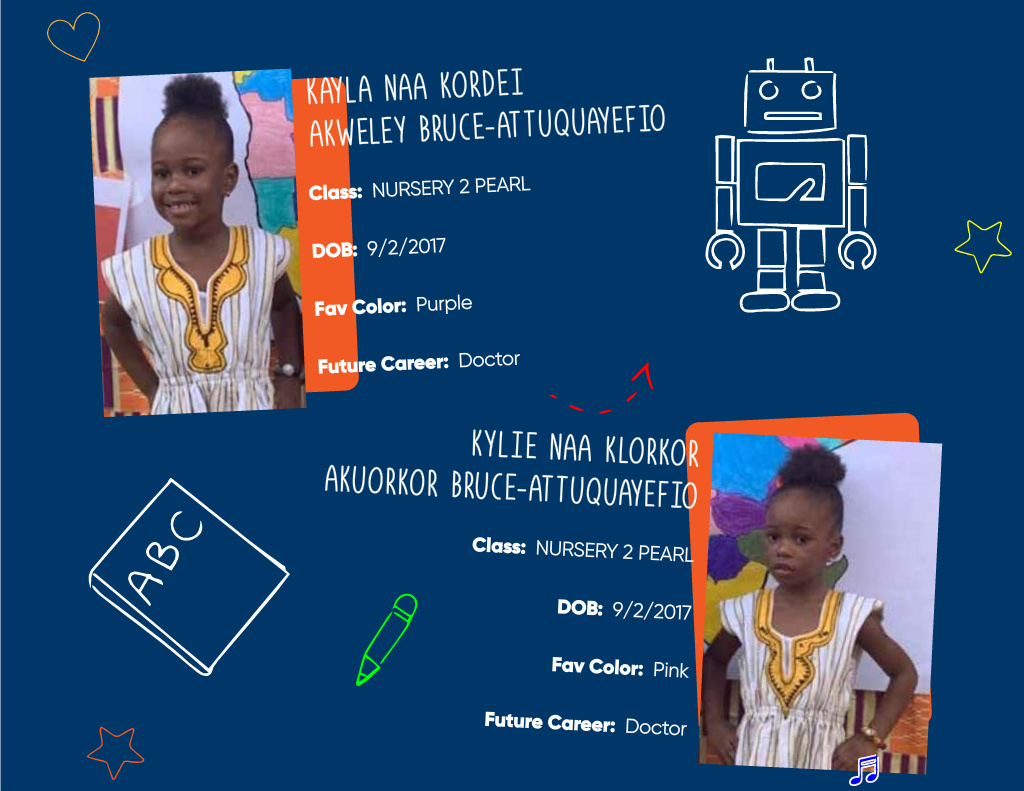 KAYLA NAA KORDEI
AKWELEY BRUCE-ATTUQUAYEFIO
Class: NURSERY 2 PEARL
DOB: 9/2/2017
Fav Color: Purple
Future Career: Doctor
KYLIE NAA KLORKOR
AKUORKOR BRUCE-ATTUQUAYEFIO
Class: NURSERY 2 PEARL
DOB: 9/2/2017
Fav Color: Pink
Future Career: Doctor
ABC